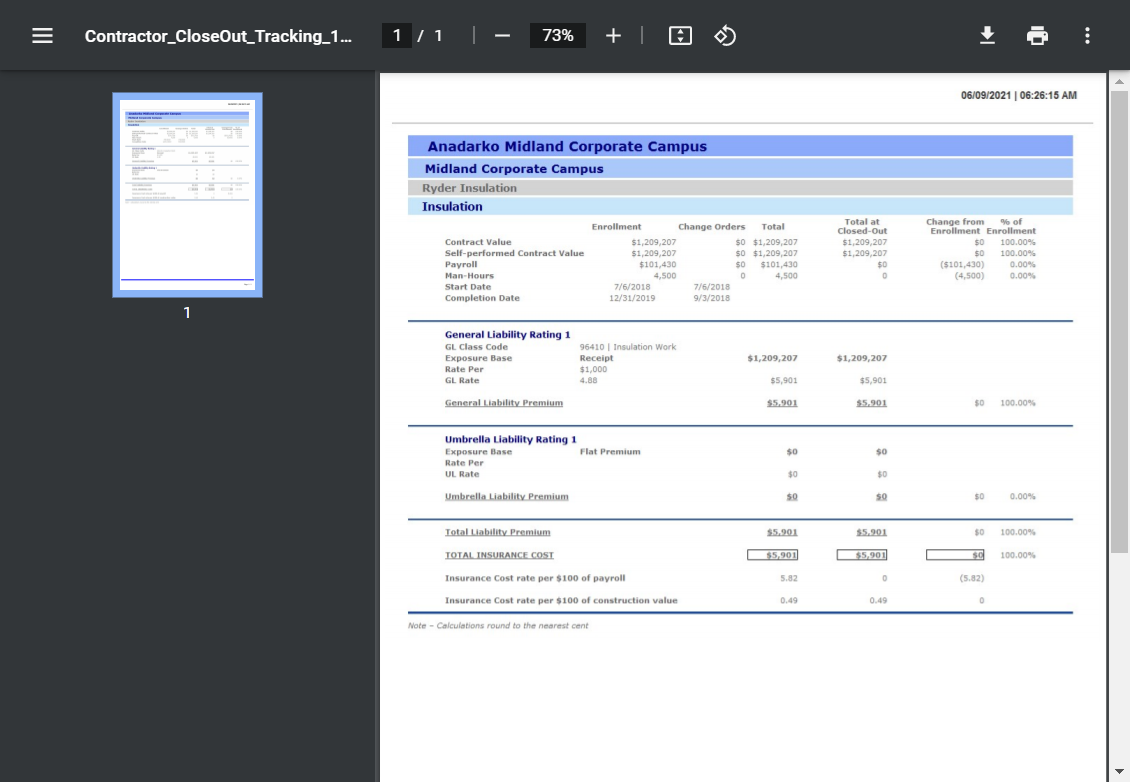 Contractor_CloseOut_Tracking_1... 1 / 1 73%
06/09/2021 | 06:26:15 AM
Anadarko Midland Corporate Campus
Midland Corporate Campus
Ryder Insulation
Insulation
Enrollment Change Orders Total Total at Closed-Out Change from Enrollment % of Enrollment
Contract Value $1,209,207 $0 $1,209,207 $1,209,207 $0 100.00%
Self-performed Contract Value $1,209,207 $0 $1,209,207 $1,209,207 $0 100.00%
Payroll $101,430 $0 $101,430 $0 ($101,430) 0.00%
Man-Hours 4,500 0 4,500 0 (4,500) 0.00%
Start Date 7/6/2018 7/6/2018
Completion Date 12/31/2019 9/3/2018
General Liability Rating 1
GL Class Code 96410 | Insulation Work
Exposure Base Receipt $1,209,207 $1,209,207
Rate Per $1,000
GL Rate 4.88 $5,901 $5,901
General Liability Premium $5,901 $5,901 $0 100.00%
Umbrella Liability Rating 1
Exposure Base Flat Premium $0 $0
Rate Per
UL Rate $0 $0
Umbrella Liability Premium $0 $0 $0 0.00%
Total Liability Premium $5,901 $5,901 $0 100.00%
TOTAL INSURANCE COST $5,901 $5,901 $0 100.00%
Insurance Cost rate per $100 of payroll 5.82 0 (5.82)
Insurance Cost rate per $100 of construction value 0.49 0.49 0
Note – Calculations round to the nearest cent
1